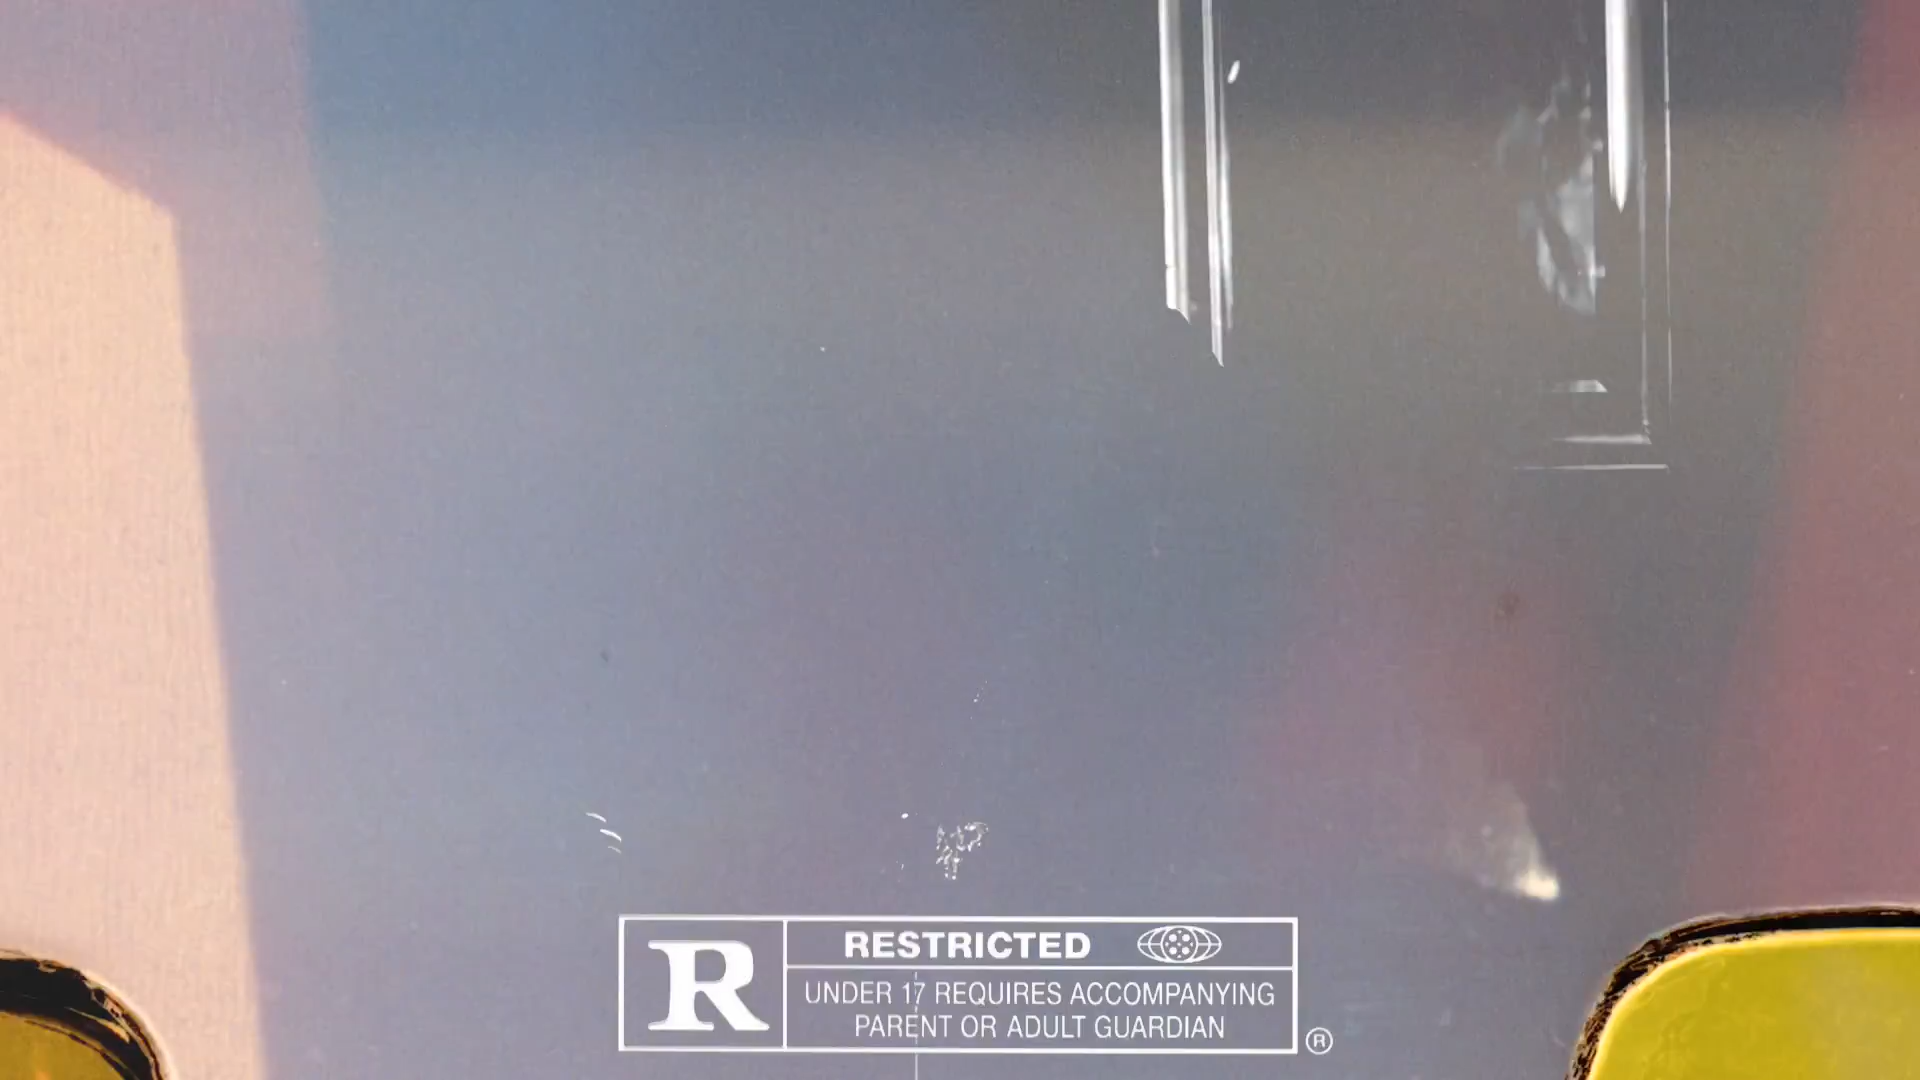 R
RESTRICTED
UNDER 17 REQUIRES ACCOMPANYING
PARENT OR ADULT GUARDIAN
®